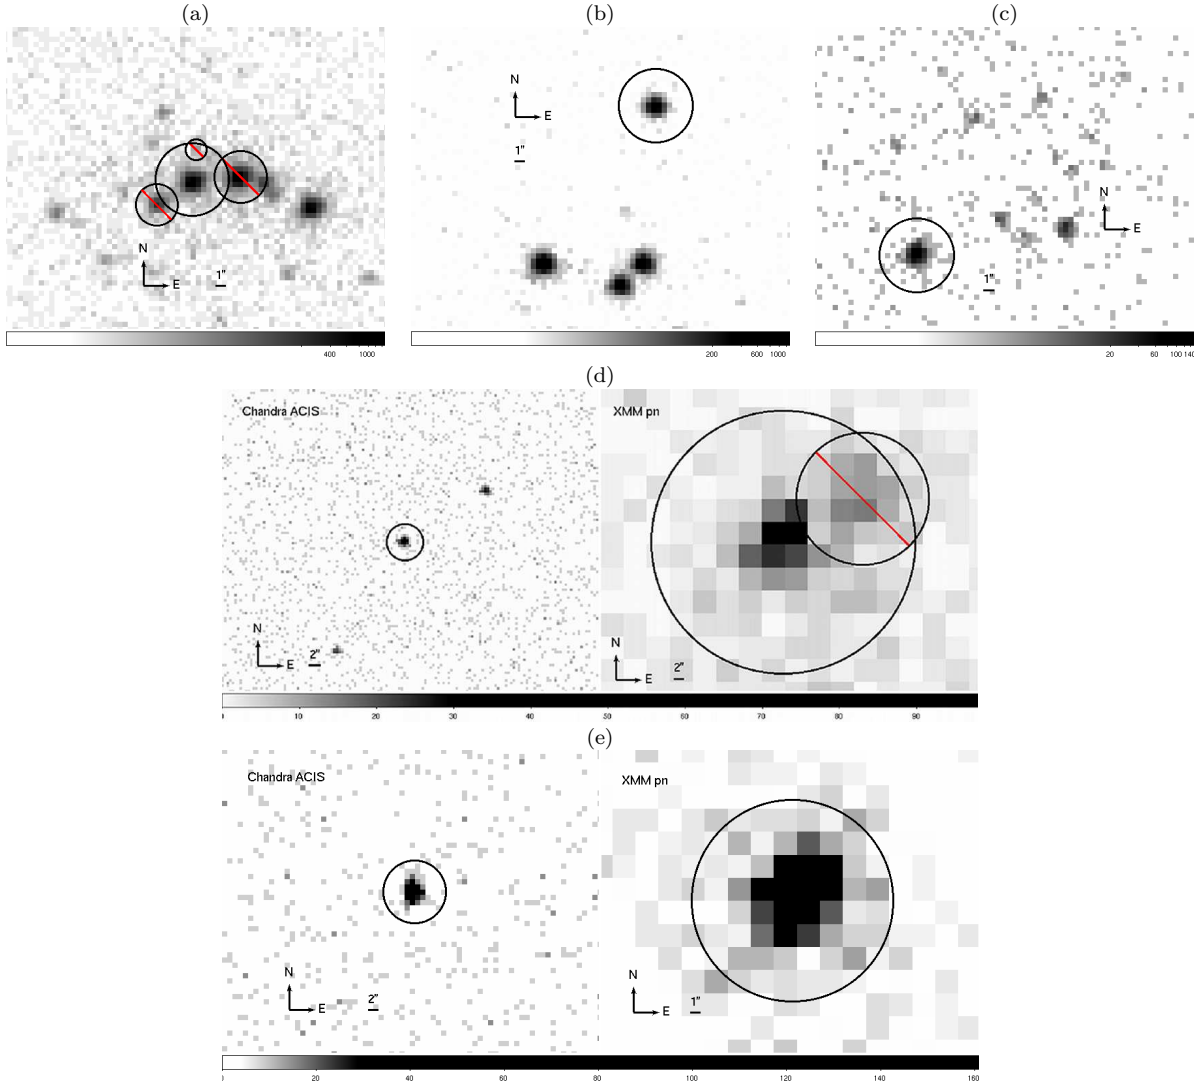 (a)
(b)
(c)
N
E
1"
400 1000
N
E
1"
200 600 1000
N
E
1"
20 60 100 140
(d)
Chandra ACIS
XMM pn
N
E
2"
N
E
2"
10 20 30 40 50 60 70 80 90
(e)
Chandra ACIS
XMM pn
N
E
2"
N
E
1"
20 40 60 80 100 120 140 160